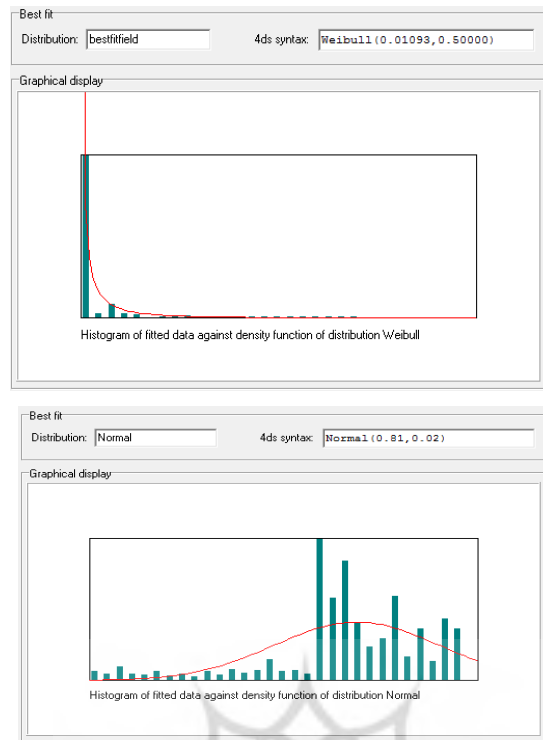 Best fit
Distribution: bestfitfield 4ds syntax: Weibull(0.01093,0.50000)
Graphical display
Histogram of fitted data against density function of distribution Weibull
Best fit
Distribution: Normal 4ds syntax: Normal(0.81,0.02)
Graphical display
Histogram of fitted data against density function of distribution Normal